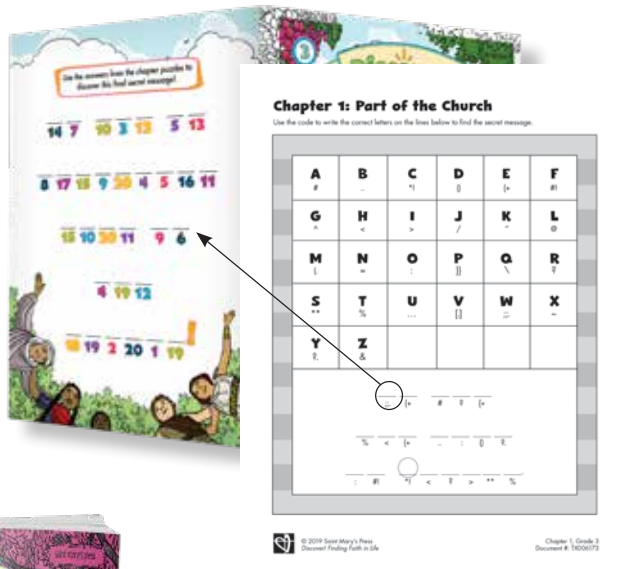 3
Use the answers from the chapter puzzles to
discover this final secret message!
14 7 10 3 13 5 13
8 17 18 9 20 4 5 16 11
15 10 20 11 9 6
4 19 12
18 19 2 20 1 19
Chapter 1: Part of the Church
Use the code to write the correct letters on the lines below to find the secret message.
A B C D E F
# _ *! () {+ #!
G H I J K L
^ < > / " @
M N O P Q R
{. = : }] \ ?
S T U V W X
** % ... [.] ;;. ~
Y Z
?. &
;;. {+ # ? {+
% < {+ _ : () ?.
: #! *! < ? > ** %
© 2019 Saint Mary's Press
Discover! Finding Faith in Life
Chapter 1, Grade 3
Document #: TX006173